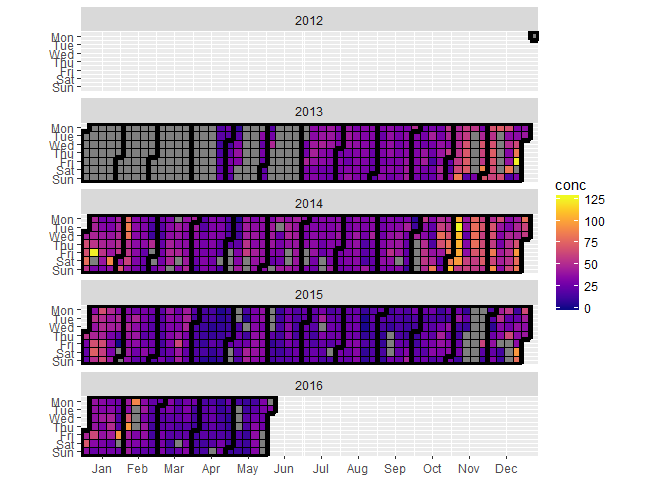 2012
Mon
Tue
Wed
Thu
Fri
Sat
Sun
2013
Mon
Tue
Wed
Thu
Fri
Sat
Sun
2014
Mon
Tue
Wed
Thu
Fri
Sat
Sun
2015
Mon
Tue
Wed
Thu
Fri
Sat
Sun
2016
Mon
Tue
Wed
Thu
Fri
Sat
Sun
Jan Feb Mar Apr May Jun Jul Aug Sep Oct Nov Dec
conc
125
100
75
50
25
0